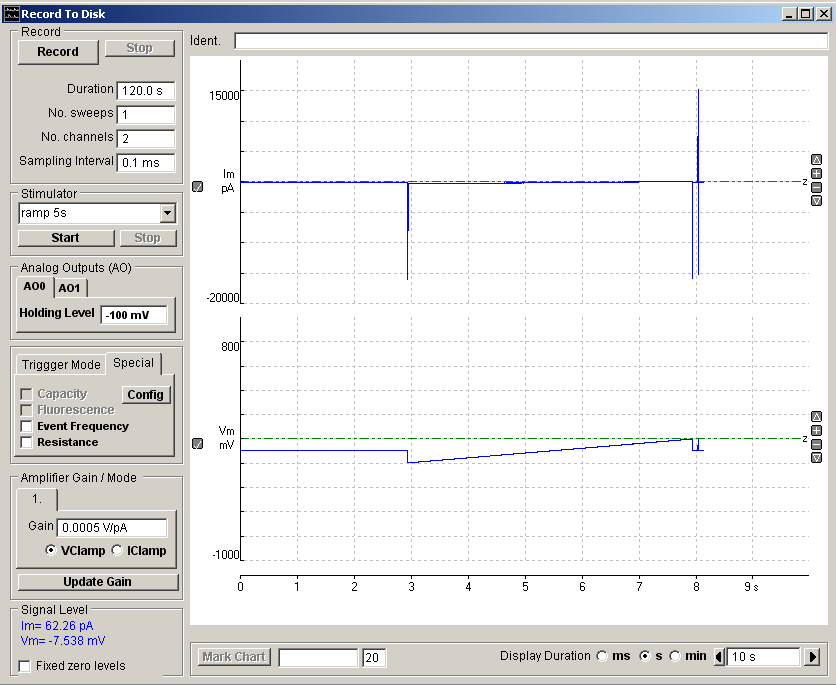 Record To Disk
Record
Record Stop
Duration 120.0 s
No. sweeps 1
No. channels 2
Sampling Interval 0.1 ms
Stimulator
ramp 5s
Start Stop
Analog Outputs (AO)
AO0 AO1
Holding Level -100 mV
Triggger Mode Special
Capacity Config
Fluorescence
Event Frequency
Resistance
Amplifier Gain / Mode
1.
Gain 0.0005 V/pA
VClamp IClamp
Update Gain
Signal Level
Im= 62.26 pA
Vm= -7.538 mV
Fixed zero levels
Ident.
15000
Im
pA
z
-20000
800
Vm
mV
z
-1000
0 1 2 3 4 5 6 7 8 9 s
Mark Chart 20 Display Duration ms s min 10 s